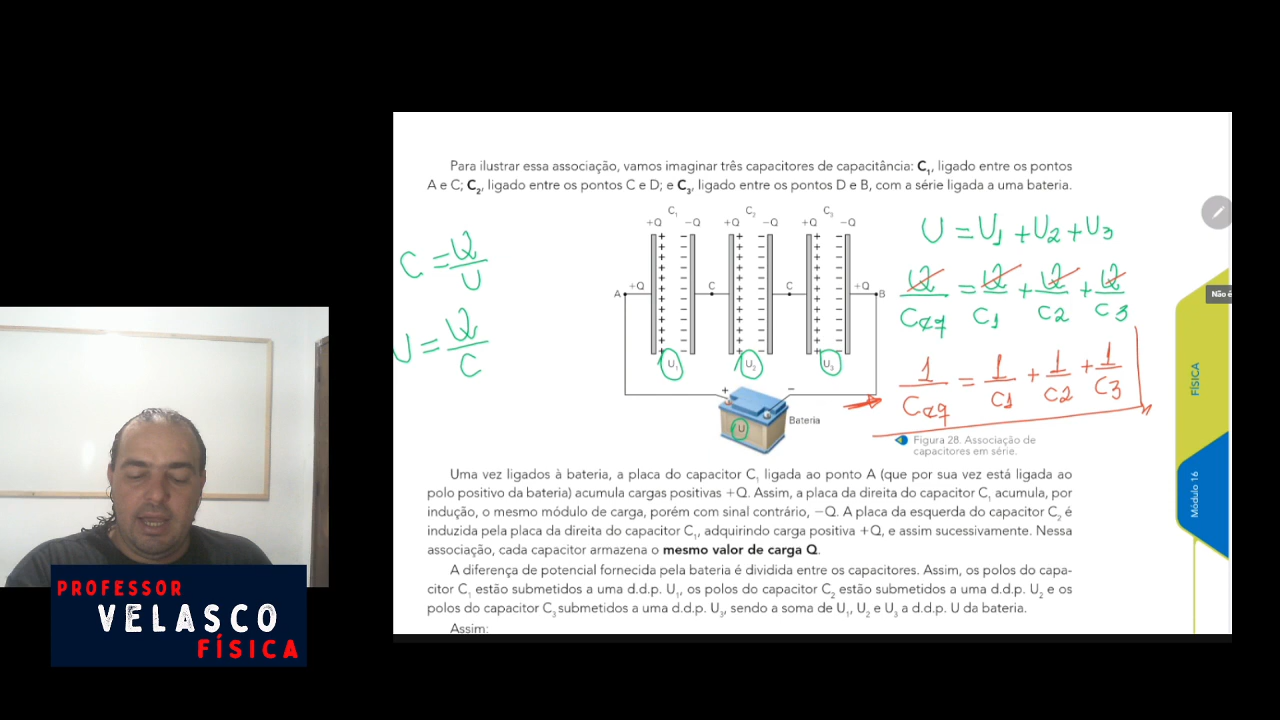 Para ilustrar essa associação, vamos imaginar três capacitores de capacitância: C₁, ligado entre os pontos
A e C; C₂, ligado entre os pontos C e D; e C₃, ligado entre os pontos D e B, com a série ligada a uma bateria.
C₁ C₂ C₃
+Q −Q +Q −Q +Q −Q
A +Q C C +Q B
U₁ U₂ U₃
+ −
U
Bateria
C = Q/U
U = Q/C
U = U1 + U2 + U3
Q/Ceq = Q/C1 + Q/C2 + Q/C3
1/Ceq = 1/C1 + 1/C2 + 1/C3
Figura 28. Associação de
capacitores em série.
Uma vez ligados à bateria, a placa do capacitor C₁ ligada ao ponto A (que por sua vez está ligada ao
polo positivo da bateria) acumula cargas positivas +Q. Assim, a placa da direita do capacitor C₁ acumula, por
indução, o mesmo módulo de carga, porém com sinal contrário, −Q. A placa da esquerda do capacitor C₂ é
induzida pela placa da direita do capacitor C₁, adquirindo carga positiva +Q, e assim sucessivamente. Nessa
associação, cada capacitor armazena o mesmo valor de carga Q.
A diferença de potencial fornecida pela bateria é dividida entre os capacitores. Assim, os polos do capa-
citor C₁ estão submetidos a uma d.d.p. U₁, os polos do capacitor C₂ estão submetidos a uma d.d.p. U₂ e os
polos do capacitor C₃ submetidos a uma d.d.p. U₃, sendo a soma de U₁, U₂ e U₃ a d.d.p. U da bateria.
Assim:
FÍSICA
Módulo 16
Não é
PROFESSOR
VELASCO
FÍSICA